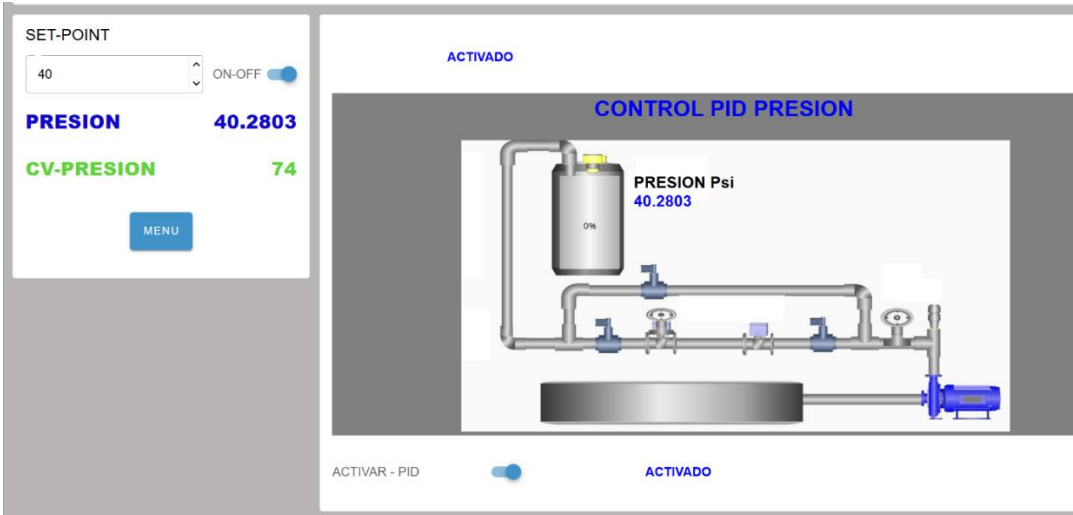 SET-POINT
40
ON-OFF
PRESION 40.2803
CV-PRESION 74
MENU
ACTIVADO
CONTROL PID PRESION
PRESION Psi
40.2803
0%
ACTIVAR - PID
ACTIVADO